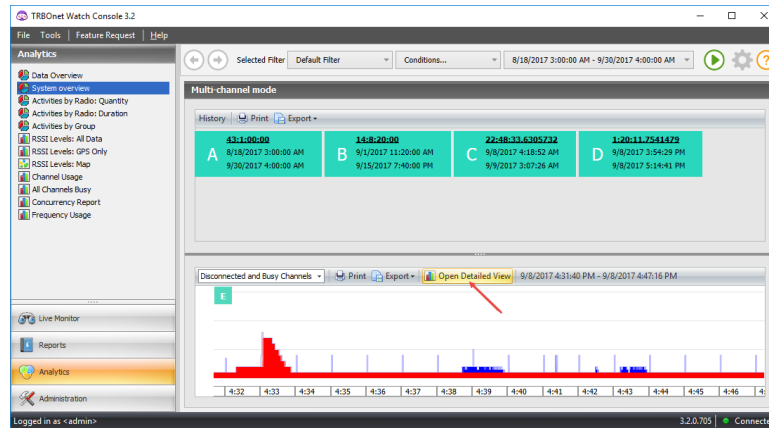 TRBOnet Watch Console 3.2
File Tools Feature Request Help
Analytics
Selected Filter Default Filter Conditions... 8/18/2017 3:00:00 AM - 9/30/2017 4:00:00 AM
Data Overview
System overview
Activities by Radio: Quantity
Activities by Radio: Duration
Activities by Group
RSSI Levels: All Data
RSSI Levels: GPS Only
RSSI Levels: Map
Channel Usage
All Channels Busy
Concurrency Report
Frequency Usage
Live Monitor
Reports
Analytics
Administration
Multi-channel mode
History Print Export
A
43:1:00:00
8/18/2017 3:00:00 AM
9/30/2017 4:00:00 AM
B
14:8:20:00
9/1/2017 11:20:00 AM
9/15/2017 7:40:00 PM
C
22:48:33.6305732
9/8/2017 4:18:52 AM
9/9/2017 3:07:26 AM
D
1:20:11.7541479
9/8/2017 3:54:29 PM
9/8/2017 5:14:41 PM
Disconnected and Busy Channels Print Export Open Detailed View 9/8/2017 4:31:40 PM - 9/8/2017 4:47:16 PM
E
4:32 4:33 4:34 4:35 4:36 4:37 4:38 4:39 4:40 4:41 4:42 4:43 4:44 4:45 4:46 4:
Logged in as <admin> 3.2.0.705 Connecte